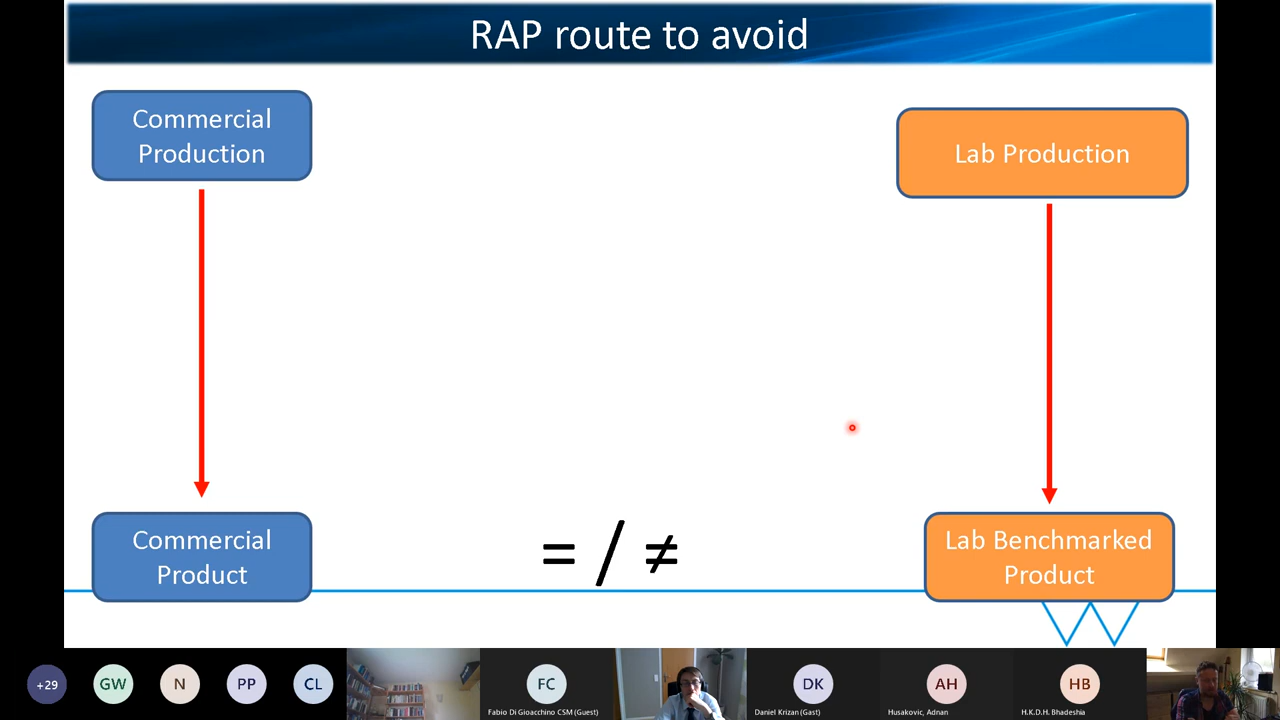 RAP route to avoid
Commercial
Production
Lab Production
= / ≠
Commercial
Product
Lab Benchmarked
Product
+29
GW
N
PP
CL
FC
Fabio Di Gioacchino CSM (Guest)
DK
Daniel Krizan (Gast)
AH
Husakovic, Adnan
HB
H.K.D.H. Bhadeshia